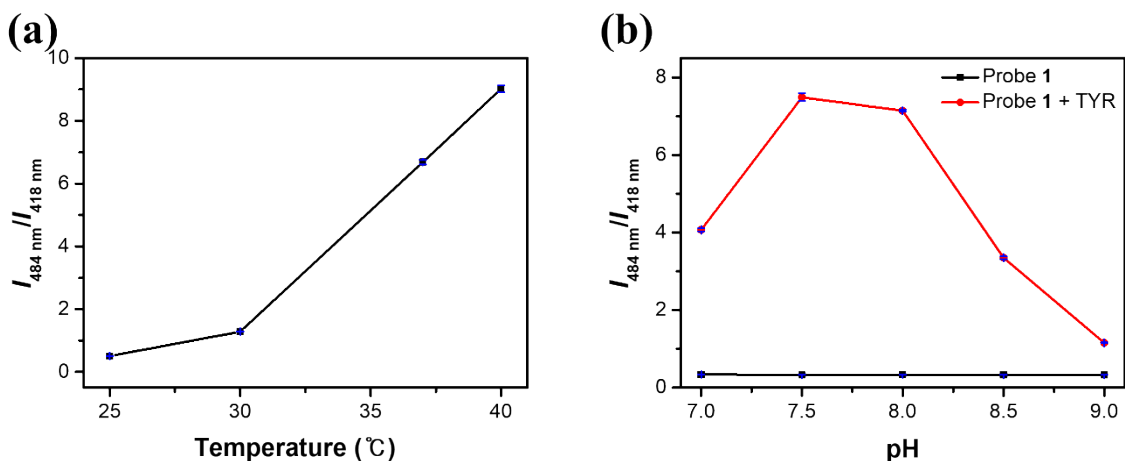 (a)
10
8
6
4
2
0
I484 nm/I418 nm
25
30
35
40
Temperature (℃)
(b)
Probe 1
Probe 1 + TYR
8
6
4
2
0
I484 nm/I418 nm
7.0
7.5
8.0
8.5
9.0
pH